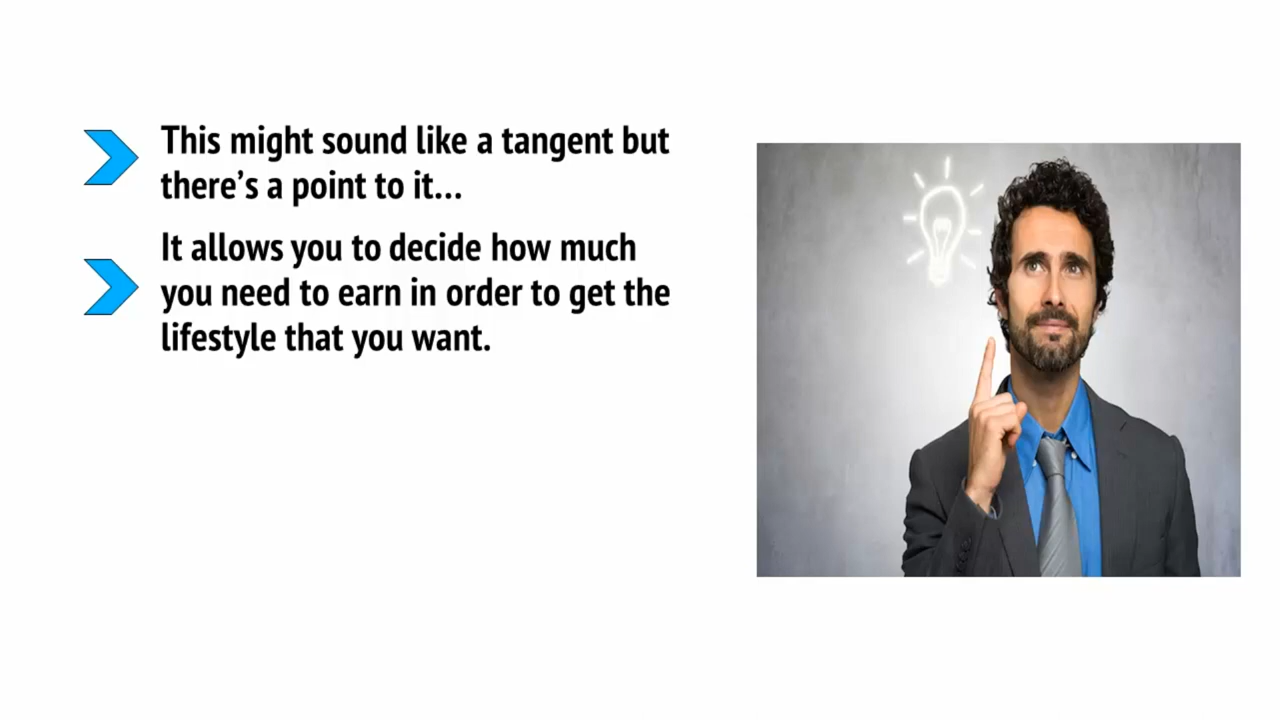 This might sound like a tangent but
there’s a point to it...
It allows you to decide how much
you need to earn in order to get the
lifestyle that you want.